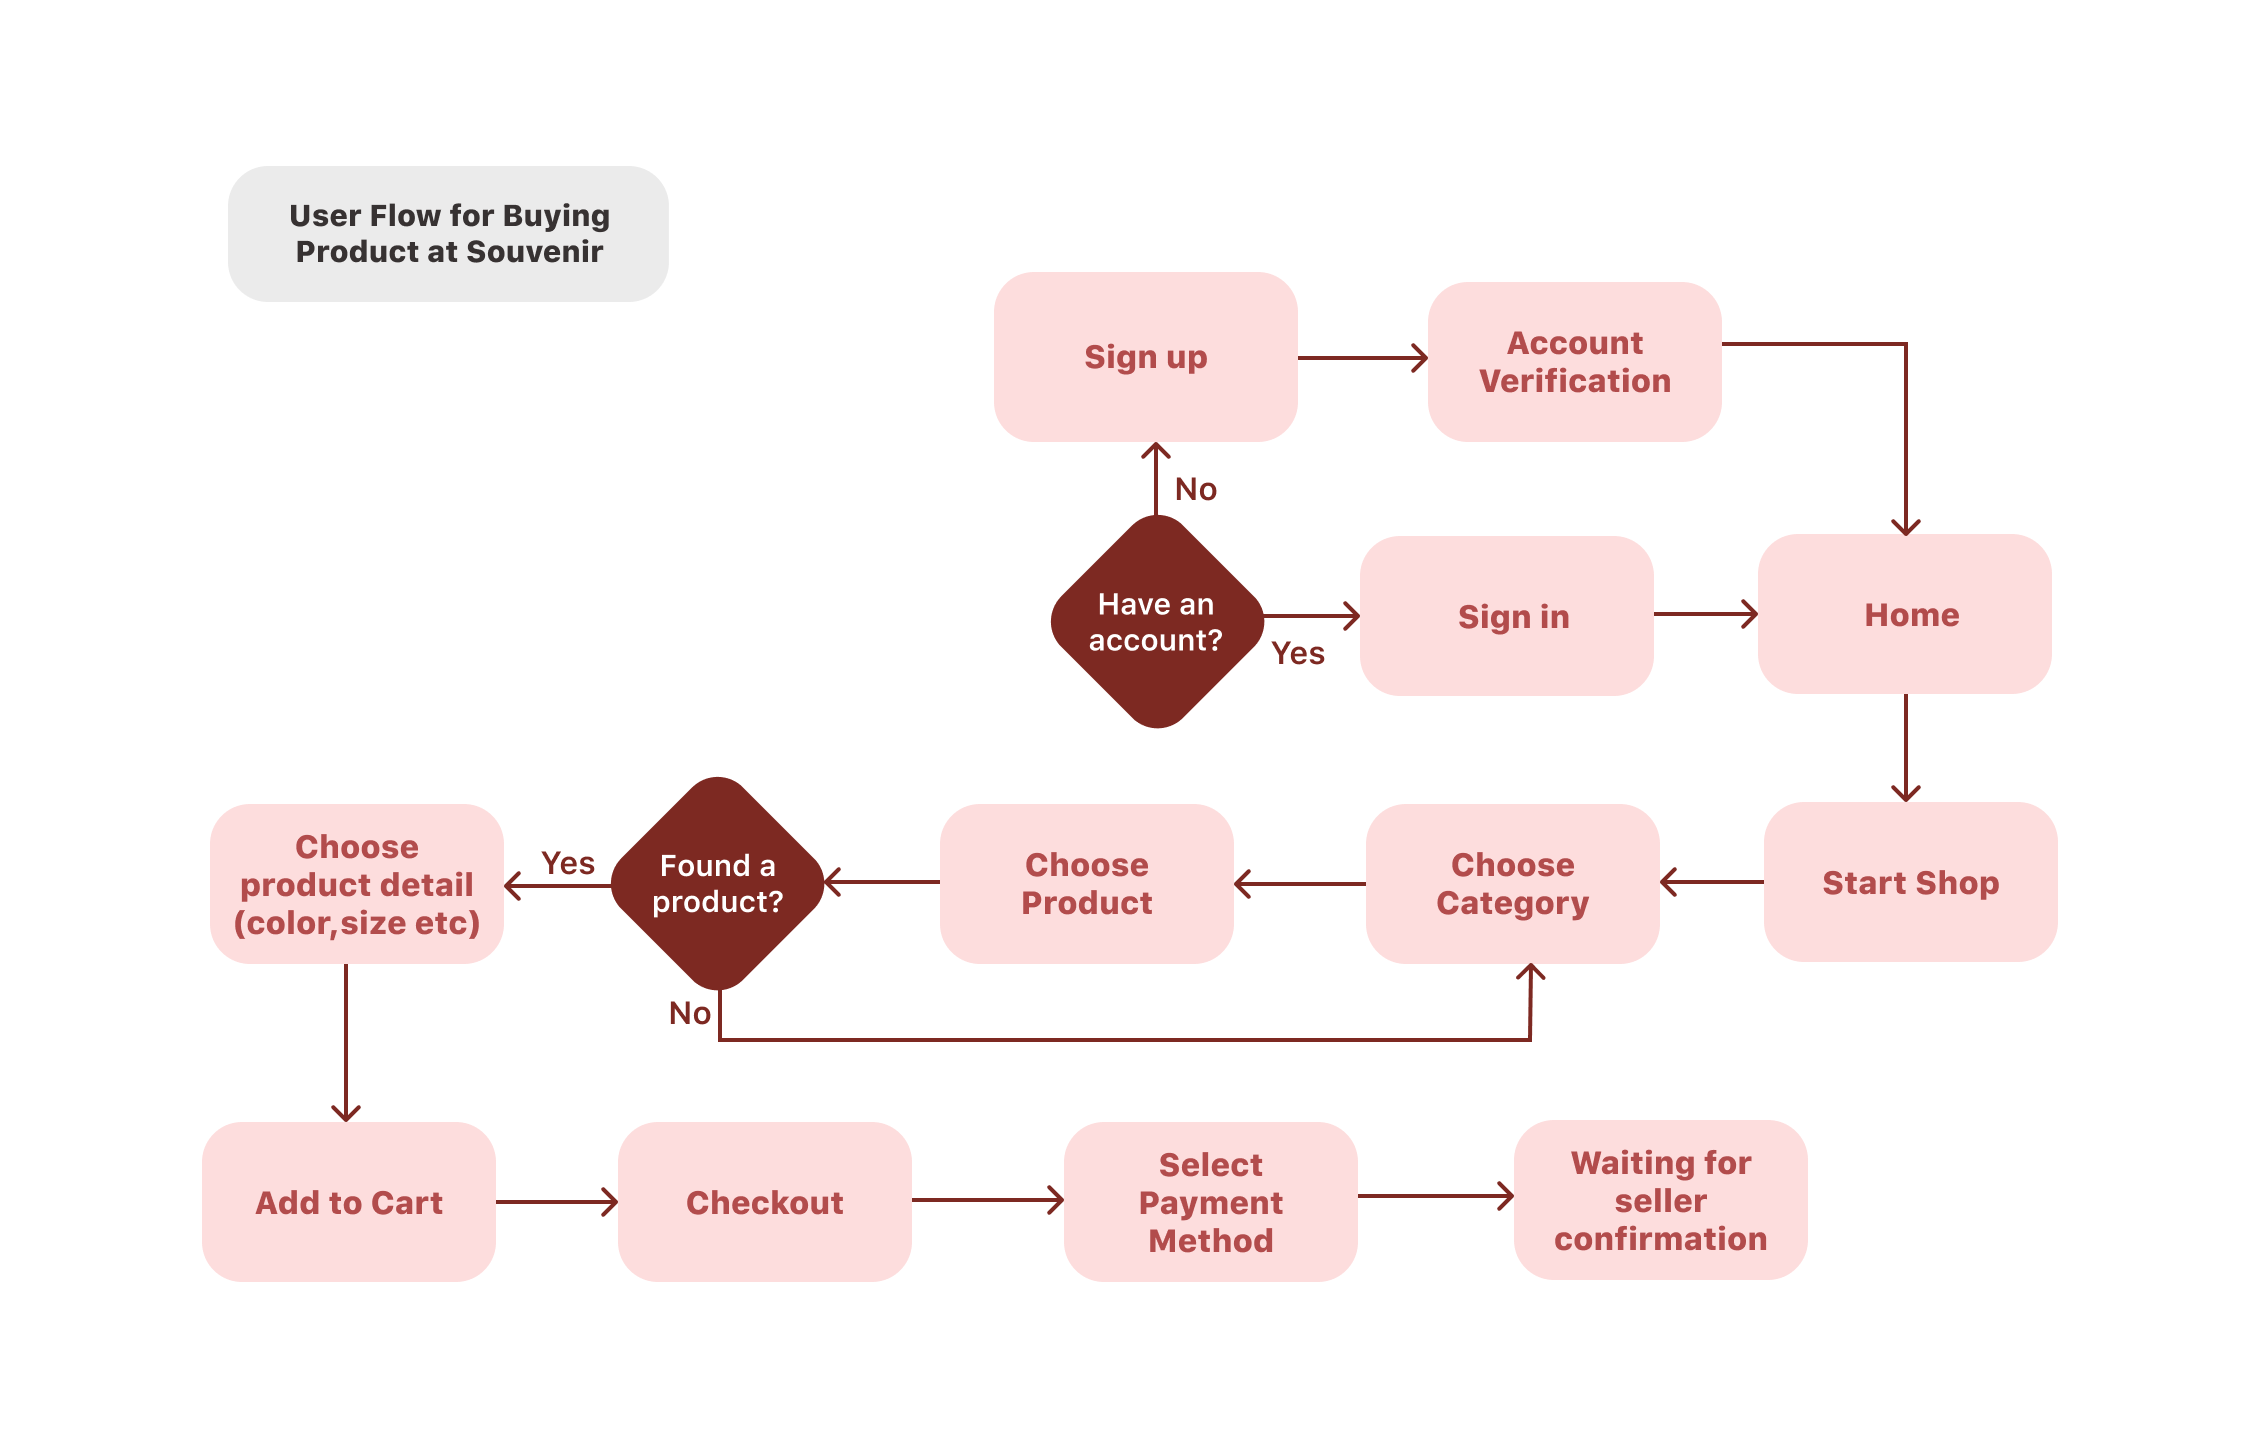 User Flow for Buying
Product at Souvenir
Sign up
Account
Verification
No
Have an
account?
Yes
Sign in
Home
Choose
product detail
(color,size etc)
Yes
Found a
product?
No
Choose
Product
Choose
Category
Start Shop
Add to Cart
Checkout
Select
Payment
Method
Waiting for
seller
confirmation